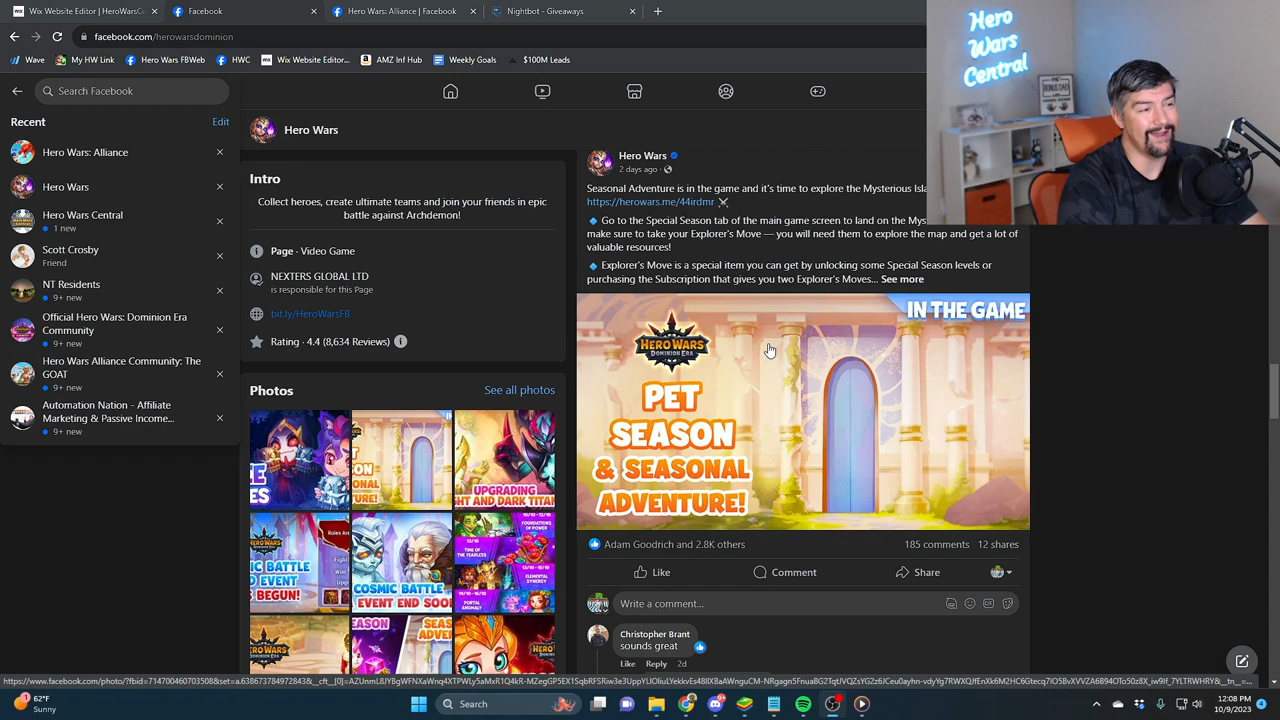 Wix Website Editor | HeroWarsCe
Facebook
Hero Wars: Alliance | Facebook
Nightbot - Giveaways
facebook.com/herowarsdominion
Wave
My HW Link
Hero Wars FBWeb
HWC
Wix Website Editor...
AMZ Inf Hub
Weekly Goals
$100M Leads
Hero
Wars
Central
Search Facebook
Recent
Edit
Hero Wars: Alliance
Hero Wars
Hero Wars Central
1 new
Scott Crosby
Friend
NT Residents
9+ new
Official Hero Wars: Dominion Era
Community
9+ new
Hero Wars Alliance Community: The
GOAT
9+ new
Automation Nation - Affiliate
Marketing & Passive Income...
9+ new
Hero Wars
Intro
Collect heroes, create ultimate teams and join your friends in epic
battle against Archdemon!
Page · Video Game
NEXTERS GLOBAL LTD
is responsible for this Page
bit.ly/HeroWarsFB
Rating · 4.4 (8,634 Reviews)
Photos
See all photos
UPGRADING
COSMIC BATTLE
EVENT END SOO
Hero Wars
2 days ago
Seasonal Adventure is in the game and it's time to explore the Mysterious Isla
https://herowars.me/44irdmr
Go to the Special Season tab of the main game screen to land on the Mys
make sure to take your Explorer's Move — you will need them to explore the map and get a lot of
valuable resources!
Explorer's Move is a special item you can get by unlocking some Special Season levels or
purchasing the Subscription that gives you two Explorer's Moves... See more
IN THE GAME
HERO WARS
DOMINION ERA
PET
SEASON
& SEASONAL
ADVENTURE!
Adam Goodrich and 2.8K others
185 comments
12 shares
Like
Comment
Share
Write a comment...
Christopher Brant
sounds great
Like
Reply
2d
62°F
Sunny
Search
12:08 PM
10/9/2023